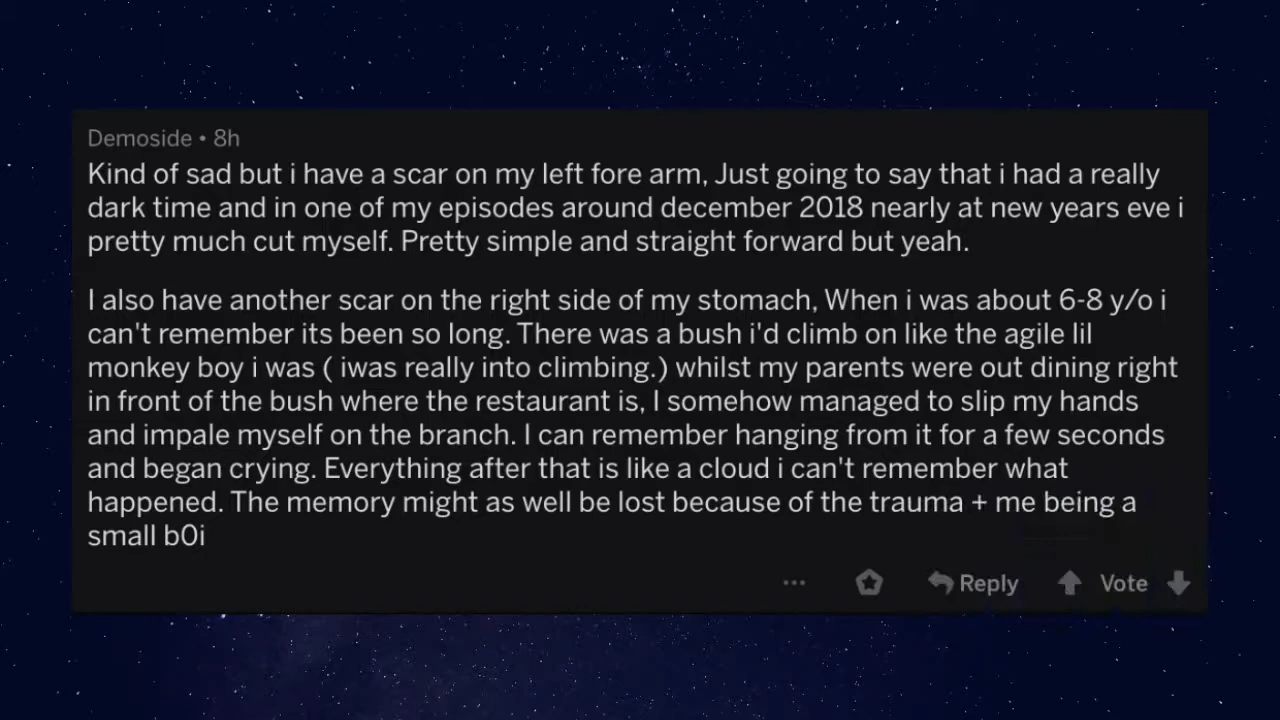 Demoside • 8h
Kind of sad but i have a scar on my left fore arm, Just going to say that i had a really
dark time and in one of my episodes around december 2018 nearly at new years eve i
pretty much cut myself. Pretty simple and straight forward but yeah.
I also have another scar on the right side of my stomach, When i was about 6-8 y/o i
can't remember its been so long. There was a bush i'd climb on like the agile lil
monkey boy i was ( iwas really into climbing.) whilst my parents were out dining right
in front of the bush where the restaurant is, I somehow managed to slip my hands
and impale myself on the branch. I can remember hanging from it for a few seconds
and began crying. Everything after that is like a cloud i can't remember what
happened. The memory might as well be lost because of the trauma + me being a
small b0i
... Reply Vote